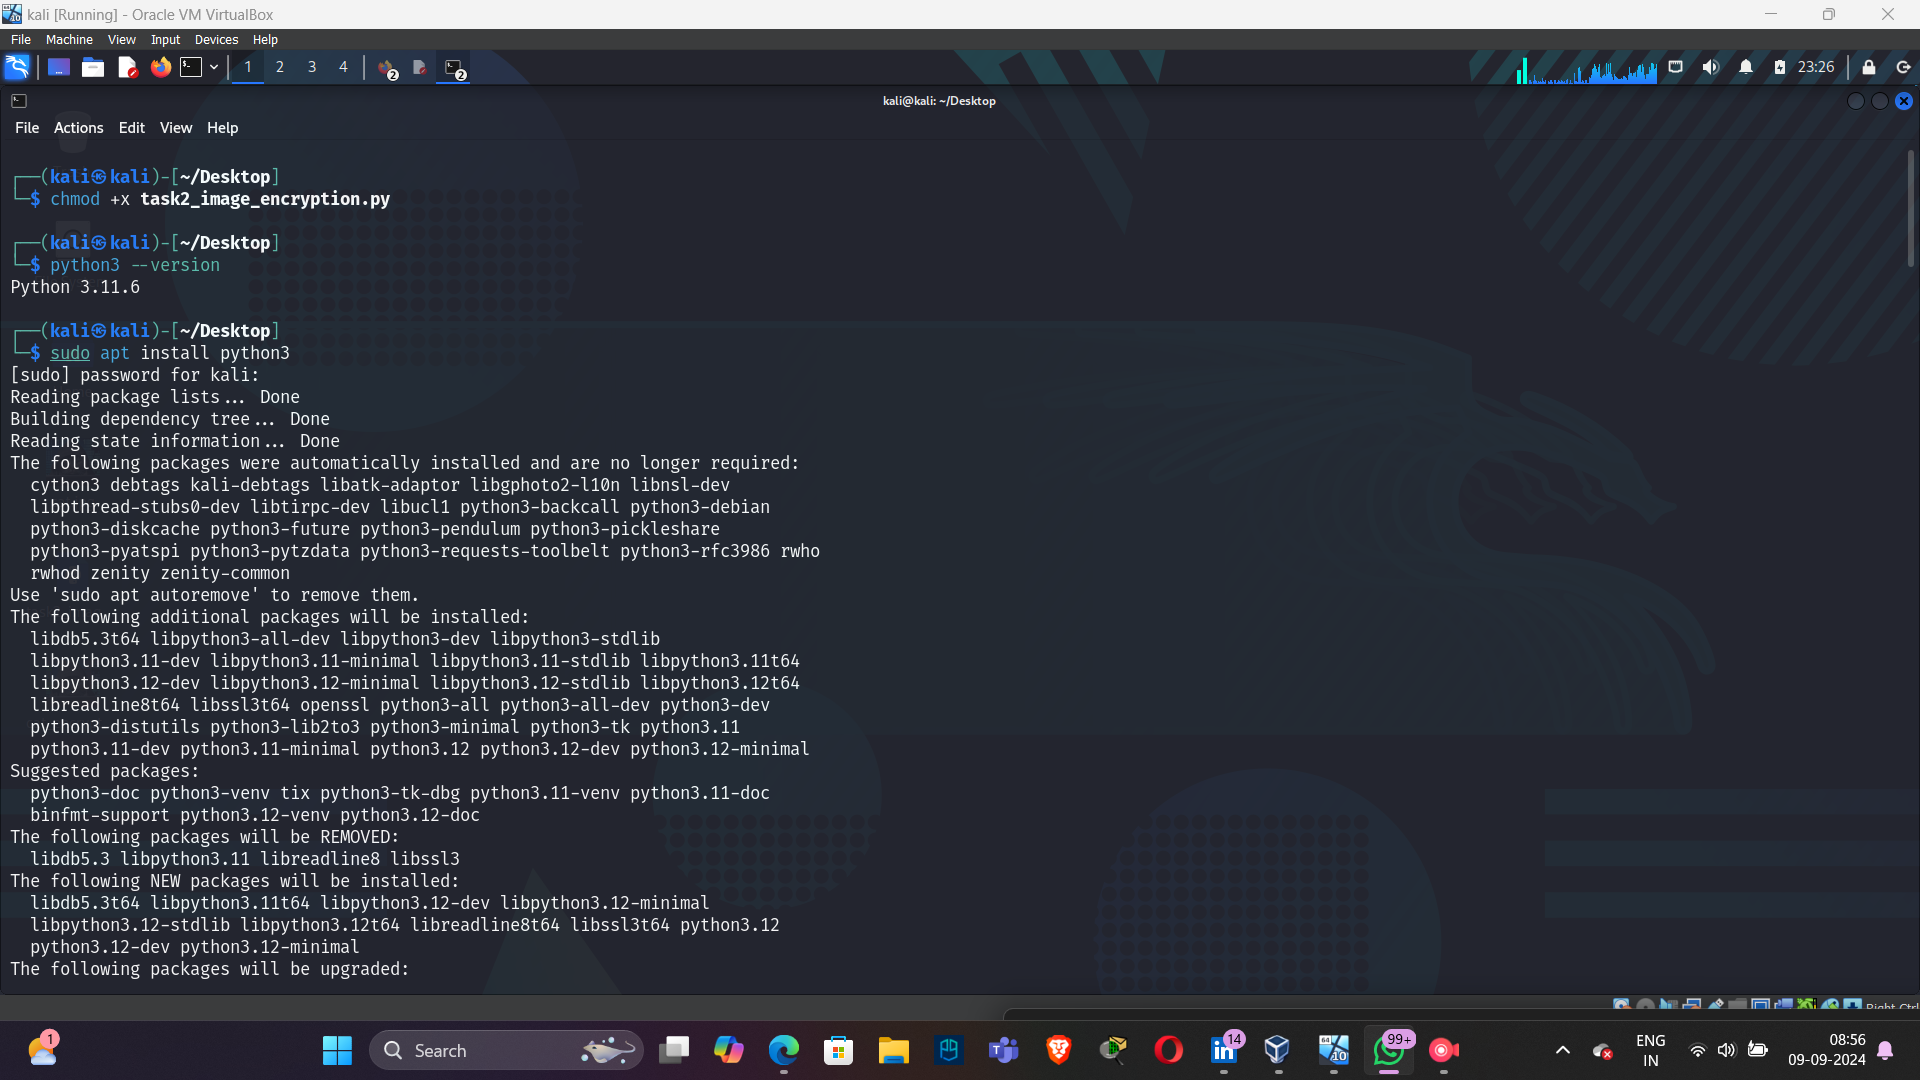 kali [Running] - Oracle VM VirtualBox
File Machine View Input Devices Help
1 2 3 4 2 2 23:26
kali@kali: ~/Desktop
File Actions Edit View Help
┌──(kali㉿kali)-[~/Desktop]
└─$ chmod +x task2_image_encryption.py
┌──(kali㉿kali)-[~/Desktop]
└─$ python3 --version
Python 3.11.6
┌──(kali㉿kali)-[~/Desktop]
└─$ sudo apt install python3
[sudo] password for kali:
Reading package lists... Done
Building dependency tree... Done
Reading state information... Done
The following packages were automatically installed and are no longer required:
cython3 debtags kali-debtags libatk-adaptor libgphoto2-l10n libnsl-dev
libpthread-stubs0-dev libtirpc-dev libucl1 python3-backcall python3-debian
python3-diskcache python3-future python3-pendulum python3-pickleshare
python3-pyatspi python3-pytzdata python3-requests-toolbelt python3-rfc3986 rwho
rwhod zenity zenity-common
Use 'sudo apt autoremove' to remove them.
The following additional packages will be installed:
libdb5.3t64 libpython3-all-dev libpython3-dev libpython3-stdlib
libpython3.11-dev libpython3.11-minimal libpython3.11-stdlib libpython3.11t64
libpython3.12-dev libpython3.12-minimal libpython3.12-stdlib libpython3.12t64
libreadline8t64 libssl3t64 openssl python3-all python3-all-dev python3-dev
python3-distutils python3-lib2to3 python3-minimal python3-tk python3.11
python3.11-dev python3.11-minimal python3.12 python3.12-dev python3.12-minimal
Suggested packages:
python3-doc python3-venv tix python3-tk-dbg python3.11-venv python3.11-doc
binfmt-support python3.12-venv python3.12-doc
The following packages will be REMOVED:
libdb5.3 libpython3.11 libreadline8 libssl3
The following NEW packages will be installed:
libdb5.3t64 libpython3.11t64 libpython3.12-dev libpython3.12-minimal
libpython3.12-stdlib libpython3.12t64 libreadline8t64 libssl3t64 python3.12
python3.12-dev python3.12-minimal
The following packages will be upgraded:
Right Ctrl
1 Search 14 64 10 99+ ENG 08:56
IN 09-09-2024